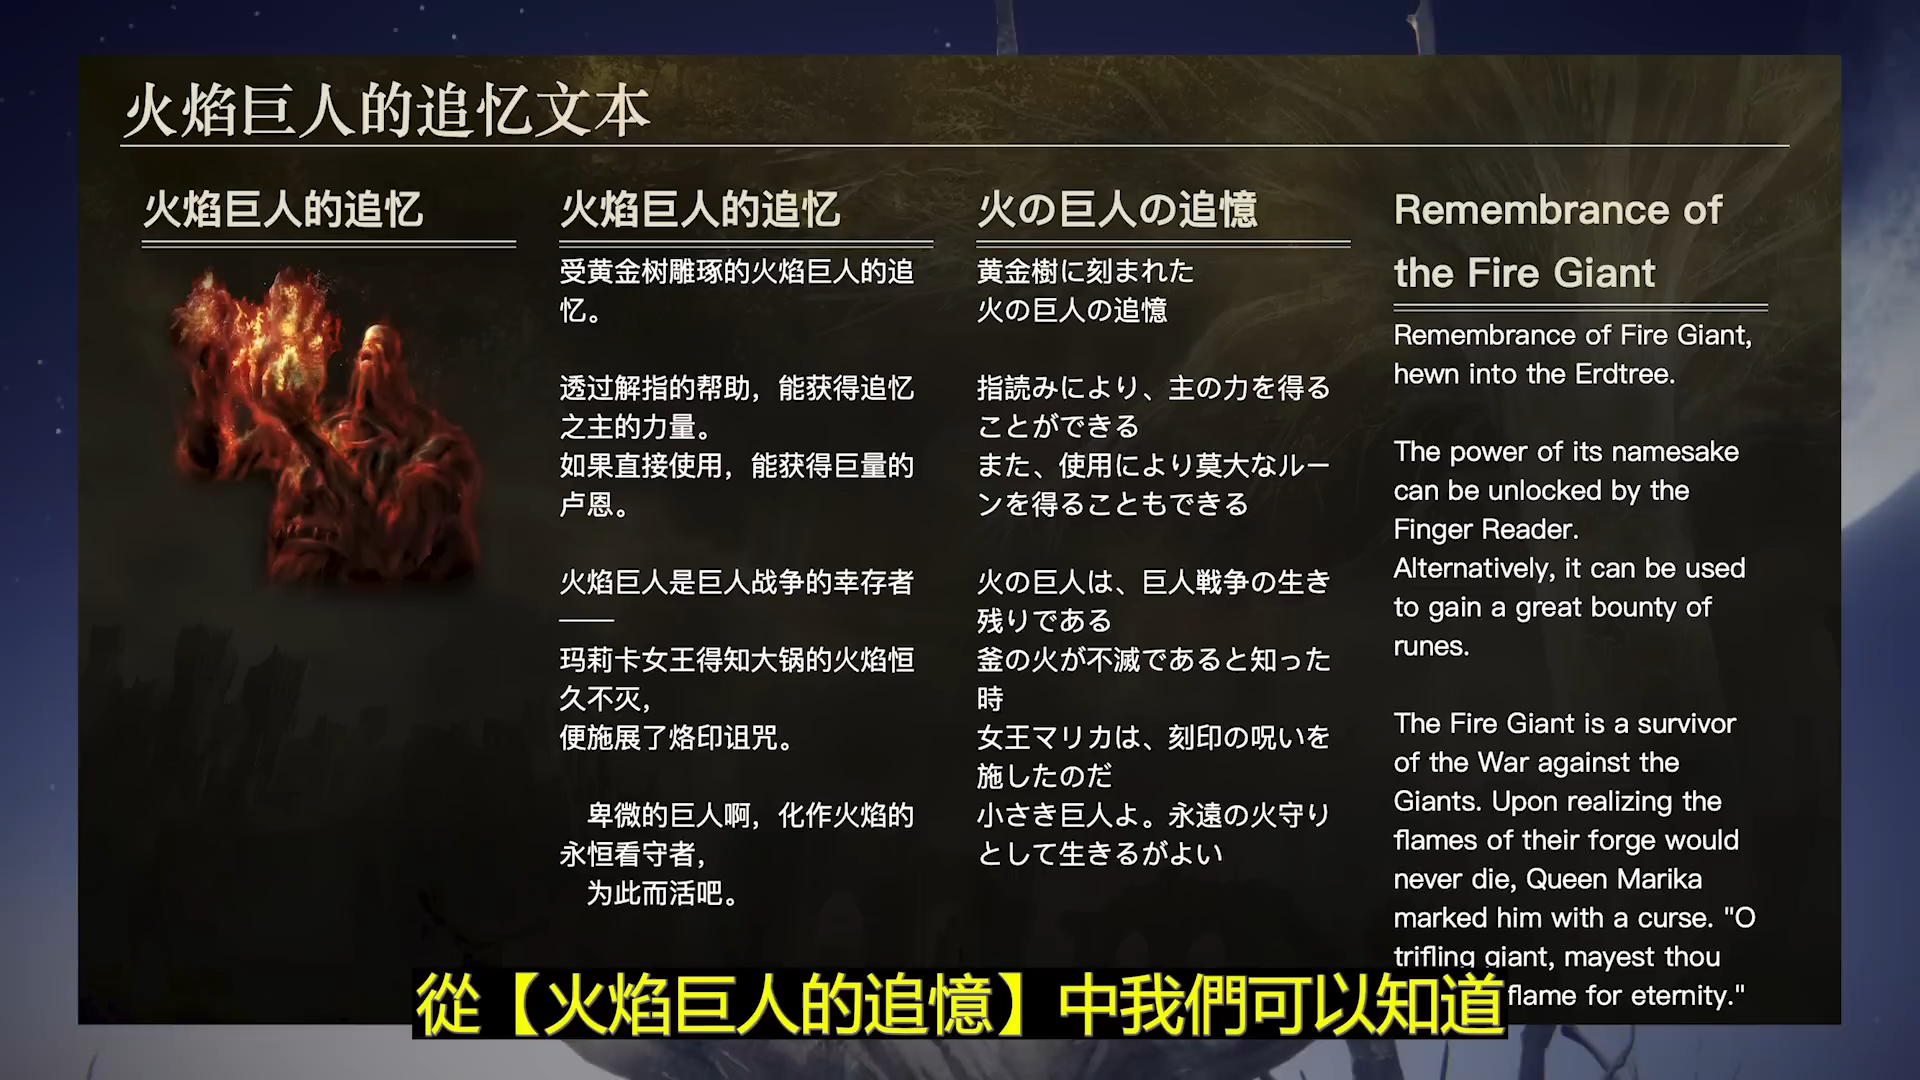 火焰巨人的追忆文本
火焰巨人的追忆
火焰巨人的追忆
受黄金树雕琢的火焰巨人的追
忆。
透过解指的帮助，能获得追忆
之主的力量。
如果直接使用，能获得巨量的
卢恩。
火焰巨人是巨人战争的幸存者
——
玛莉卡女王得知大锅的火焰恒
久不灭，
便施展了烙印诅咒。
卑微的巨人啊，化作火焰的
永恒看守者，
为此而活吧。
火の巨人の追憶
黄金樹に刻まれた
火の巨人の追憶
指読みにより、主の力を得る
ことができる
また、使用により莫大なルー
ンを得ることもできる
火の巨人は、巨人戦争の生き
残りである
釜の火が不滅であると知った
時
女王マリカは、刻印の呪いを
施したのだ
小さき巨人よ。永遠の火守り
として生きるがよい
Remembrance of
the Fire Giant
Remembrance of Fire Giant,
hewn into the Erdtree.
The power of its namesake
can be unlocked by the
Finger Reader.
Alternatively, it can be used
to gain a great bounty of
runes.
The Fire Giant is a survivor
of the War against the
Giants. Upon realizing the
flames of their forge would
never die, Queen Marika
marked him with a curse. "O
trifling giant, mayest thou
flame for eternity."
從【火焰巨人的追憶】中我們可以知道